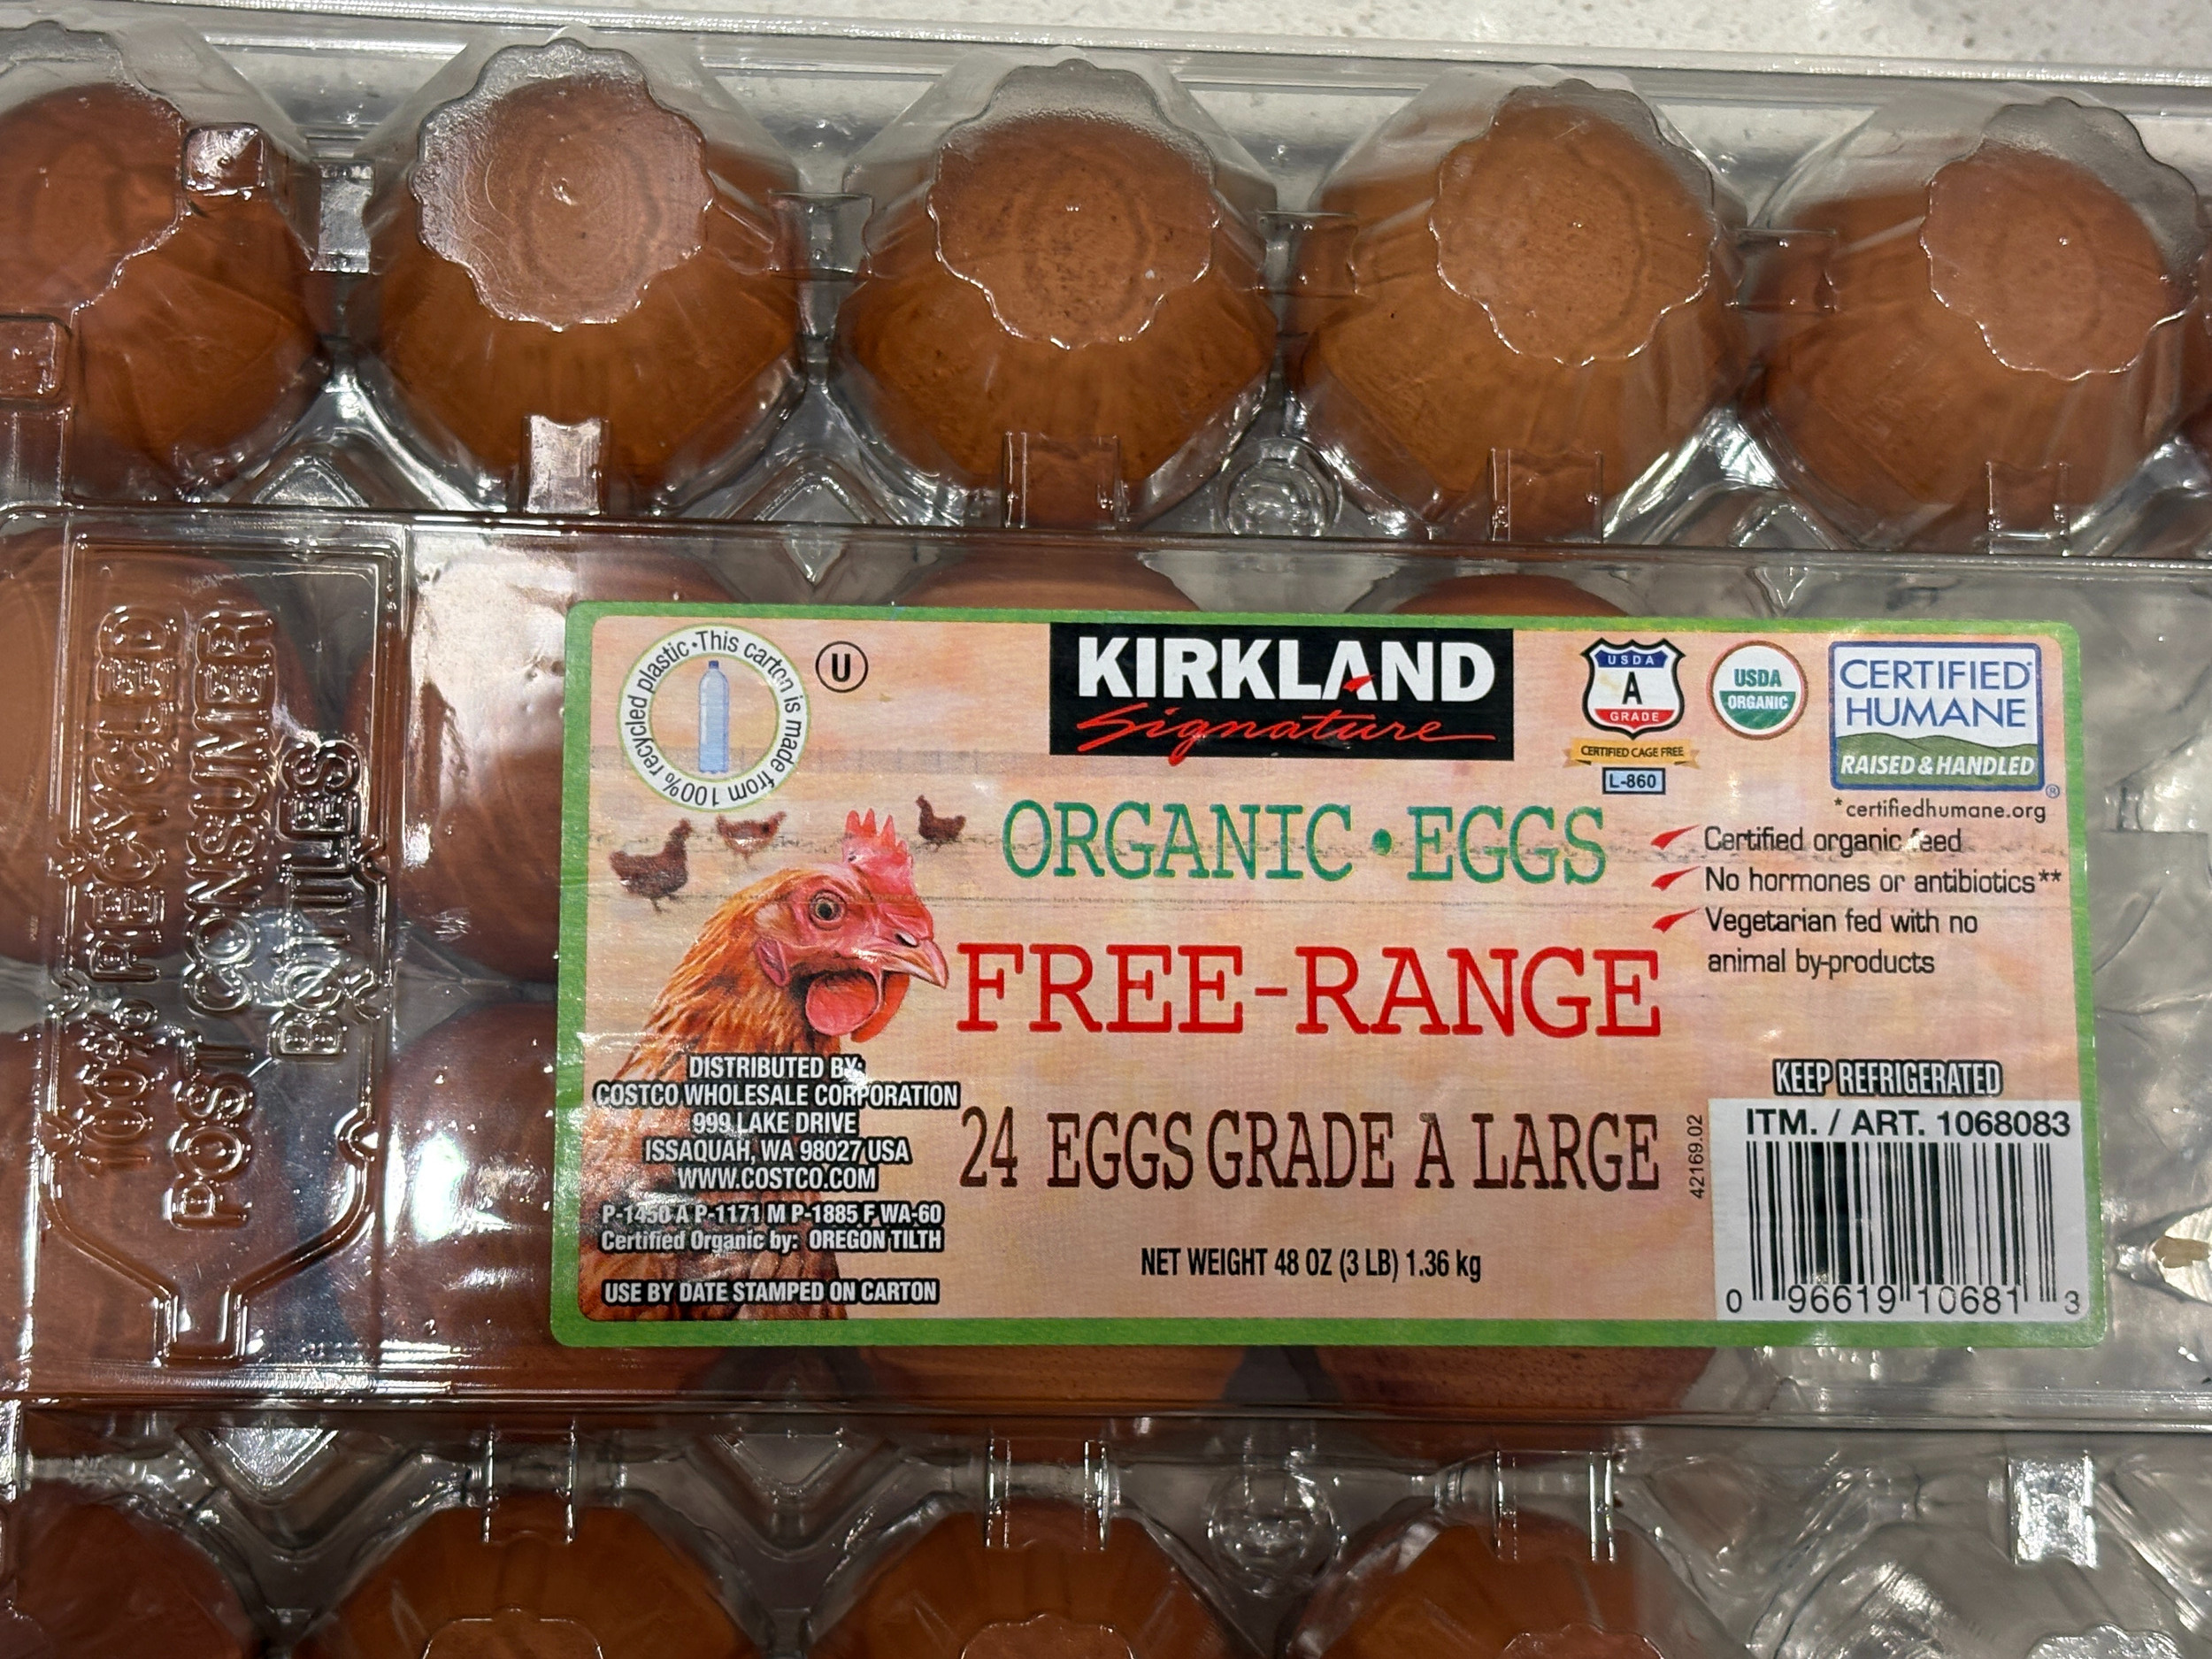 100% RECYCLED
POST CONSUMER
BOTTLES
This carton is made from 100% recycled plastic •
U
KIRKLAND
Signature
USDA
A
GRADE
CERTIFIED CAGE FREE
L-860
USDA
ORGANIC
CERTIFIED
HUMANE
RAISED & HANDLED
®
*certifiedhumane.org
ORGANIC • EGGS
Certified organic feed
No hormones or antibiotics**
Vegetarian fed with no
animal by-products
FREE-RANGE
DISTRIBUTED BY:
COSTCO WHOLESALE CORPORATION
999 LAKE DRIVE
ISSAQUAH, WA 98027 USA
WWW.COSTCO.COM
P-1450 A P-1171 M P-1885 F WA-60
Certified Organic by: OREGON TILTH
USE BY DATE STAMPED ON CARTON
24 EGGS GRADE A LARGE
NET WEIGHT 48 OZ (3 LB) 1.36 kg
42169.02
KEEP REFRIGERATED
ITM. / ART. 1068083
0 96619 10681 3